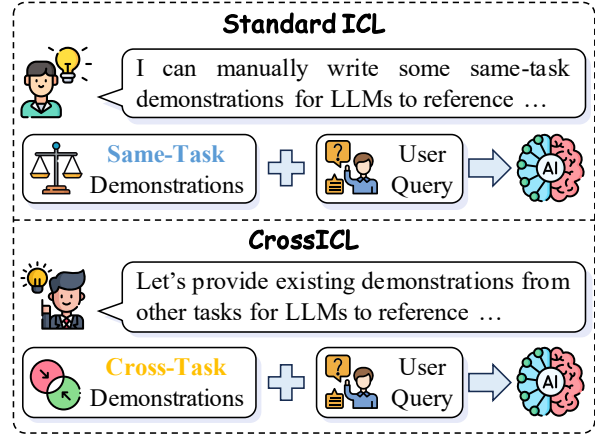 Standard ICL
I can manually write some same-task
demonstrations for LLMs to reference …
Same-Task
Demonstrations
?
User
Query
AI
CrossICL
Let's provide existing demonstrations from
other tasks for LLMs to reference …
Cross-Task
Demonstrations
?
User
Query
AI